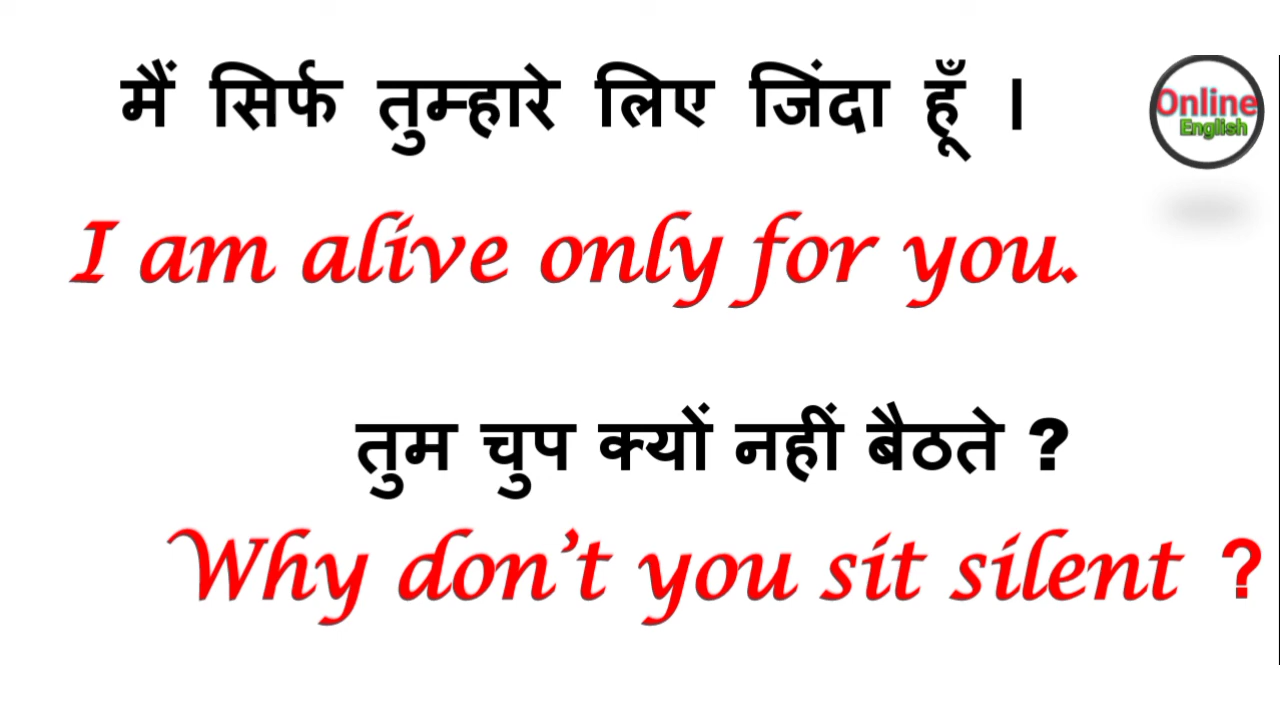 मैं सिर्फ तुम्हारे लिए जिंदा हूँ ।
Online
English
I am alive only for you.
तुम चुप क्यों नहीं बैठते ?
Why don't you sit silent ?